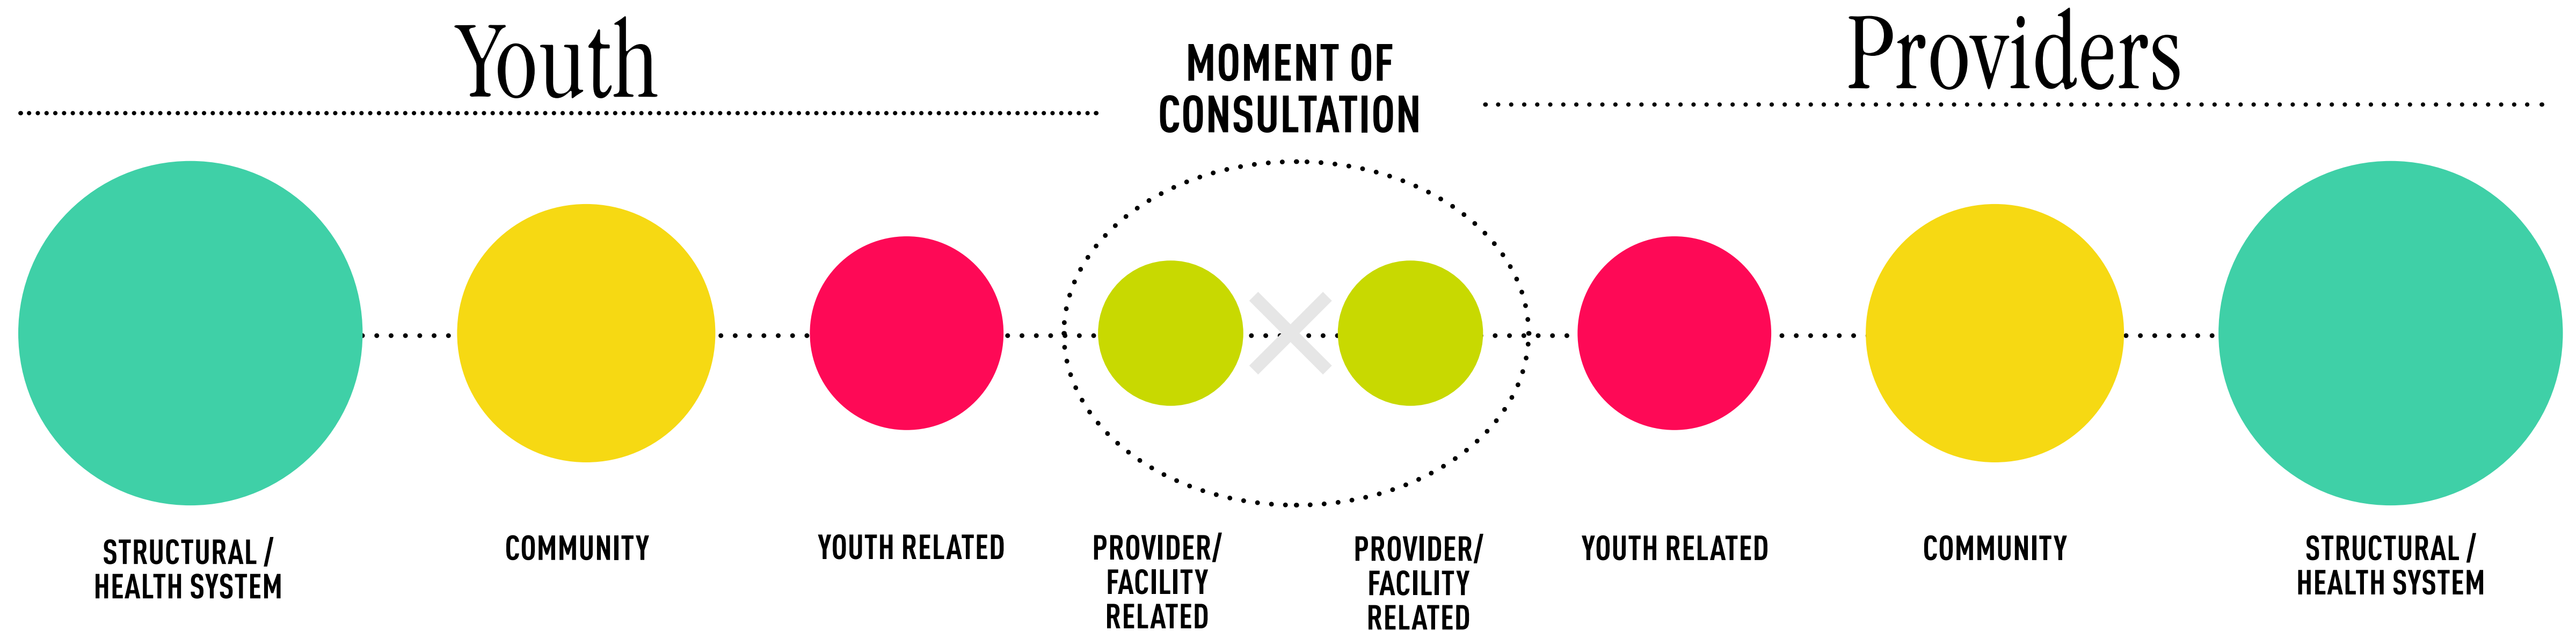 Youth
MOMENT OF
CONSULTATION
Providers
STRUCTURAL /
HEALTH SYSTEM
COMMUNITY
YOUTH RELATED
PROVIDER/
FACILITY
RELATED
PROVIDER/
FACILITY
RELATED
YOUTH RELATED
COMMUNITY
STRUCTURAL /
HEALTH SYSTEM